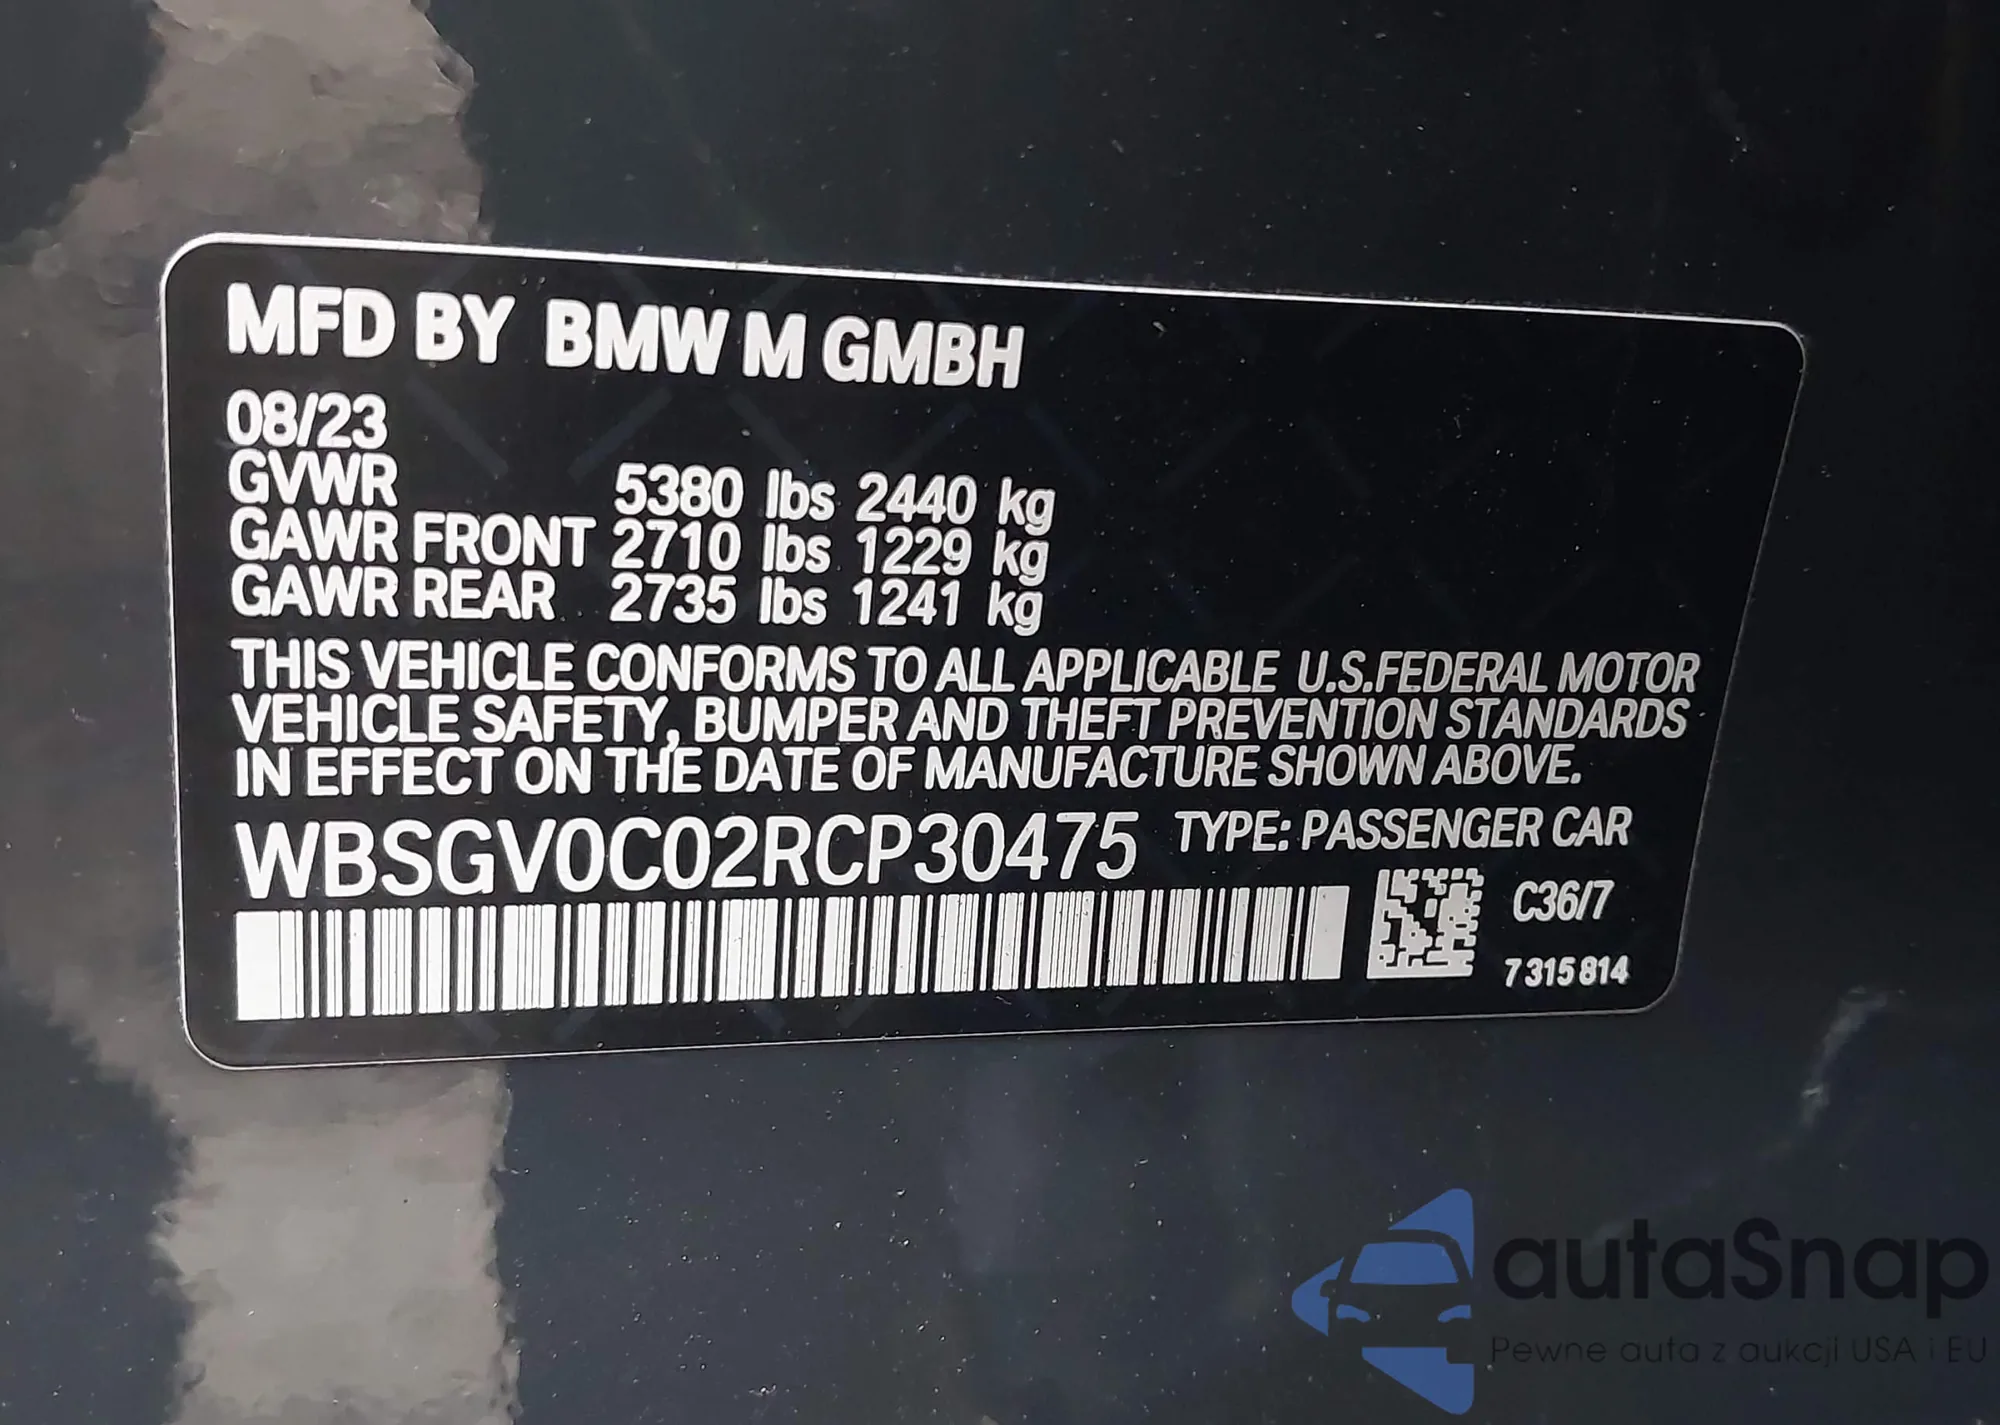 MFD BY BMW M GMBH
08/23
GVWR 5380 lbs 2440 kg
GAWR FRONT 2710 lbs 1229 kg
GAWR REAR 2735 lbs 1241 kg
THIS VEHICLE CONFORMS TO ALL APPLICABLE U.S.FEDERAL MOTOR
VEHICLE SAFETY, BUMPER AND THEFT PREVENTION STANDARDS
IN EFFECT ON THE DATE OF MANUFACTURE SHOWN ABOVE.
WBSGV0C02RCP30475 TYPE: PASSENGER CAR
C36/7
7 315 814
autaSnap
Pewne auta z aukcji USA i EU